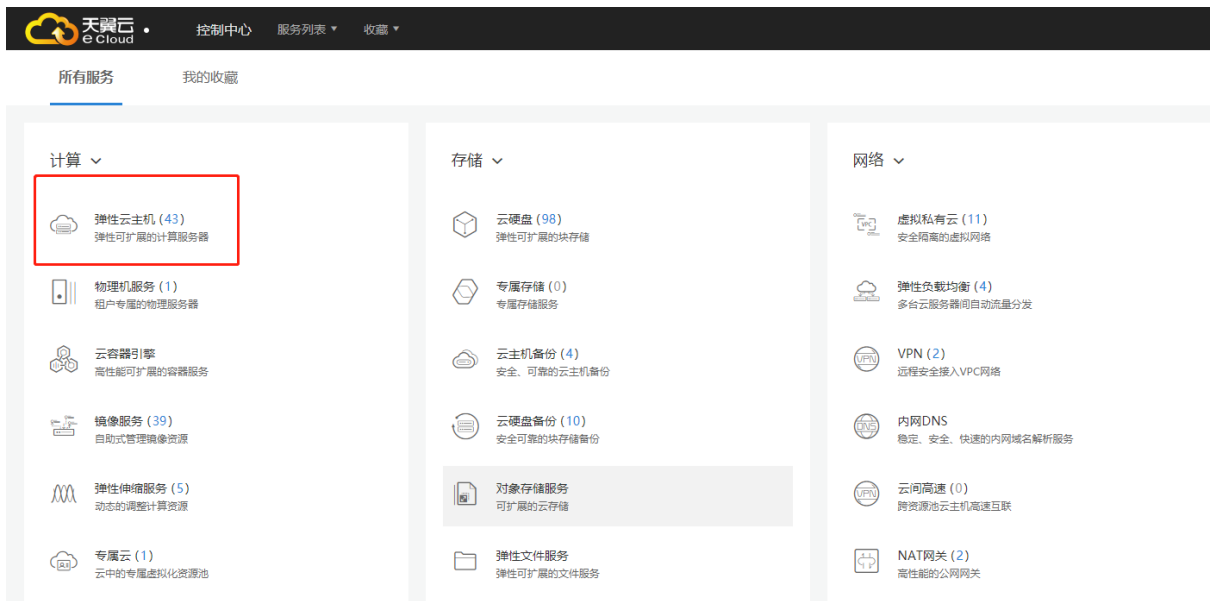 天翼云
e Cloud
控制中心
服务列表
收藏
所有服务
我的收藏
计算
弹性云主机 (43)
弹性可扩展的计算服务器
物理机服务 (1)
租户专属的物理服务器
云容器引擎
高性能可扩展的容器服务
镜像服务 (39)
自助式管理镜像资源
弹性伸缩服务 (5)
动态的调整计算资源
专属云 (1)
云中的专属虚拟化资源池
存储
云硬盘 (98)
弹性可扩展的块存储
专属存储 (0)
专属存储服务
云主机备份 (4)
安全、可靠的云主机备份
云硬盘备份 (10)
安全可靠的块存储备份
对象存储服务
可扩展的云存储
弹性文件服务
弹性可扩展的文件服务
网络
VPC
虚拟私有云 (11)
安全隔离的虚拟网络
弹性负载均衡 (4)
多台云服务器间自动流量分发
VPN
VPN (2)
远程安全接入VPC网络
DNS
内网DNS
稳定、安全、快速的内网域名解析服务
VPN
云间高速 (0)
跨资源池云主机高速互联
NAT网关 (2)
高性能的公网网关